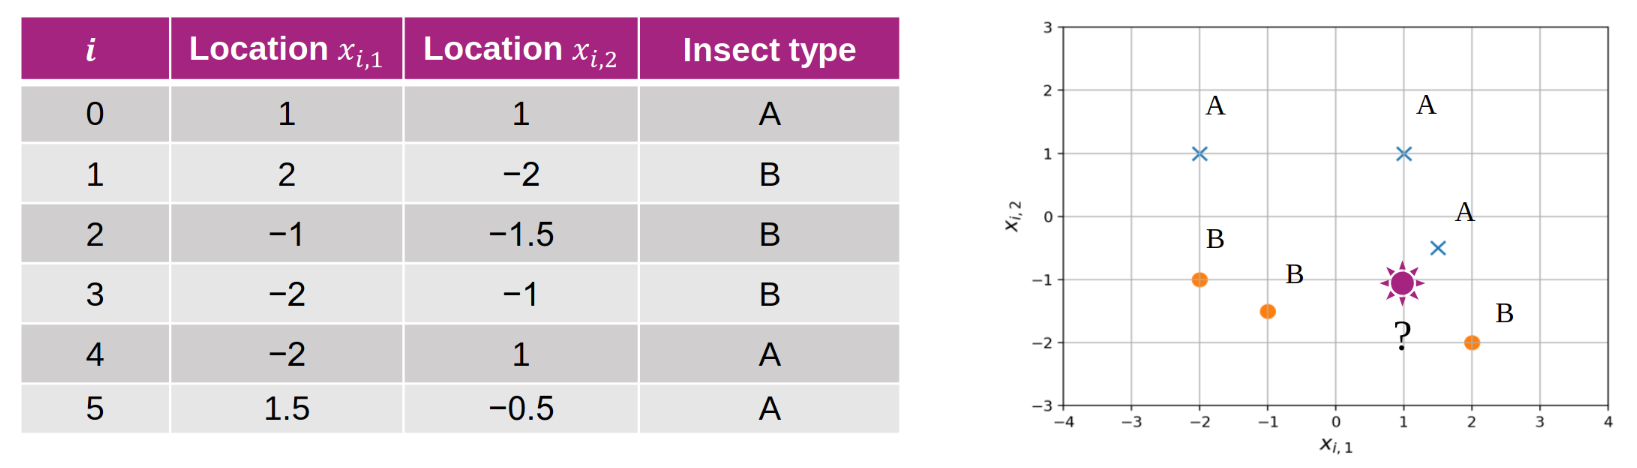 i Location x_{i,1} Location x_{i,2} Insect type
0 1 1 A
1 2 −2 B
2 −1 −1.5 B
3 −2 −1 B
4 −2 1 A
5 1.5 −0.5 A
3
2
A A
1
A
0
B
B
−1
B
?
−2
−3
−4 −3 −2 −1 0 1 2 3 4
x_{i,2}
x_{i,1}